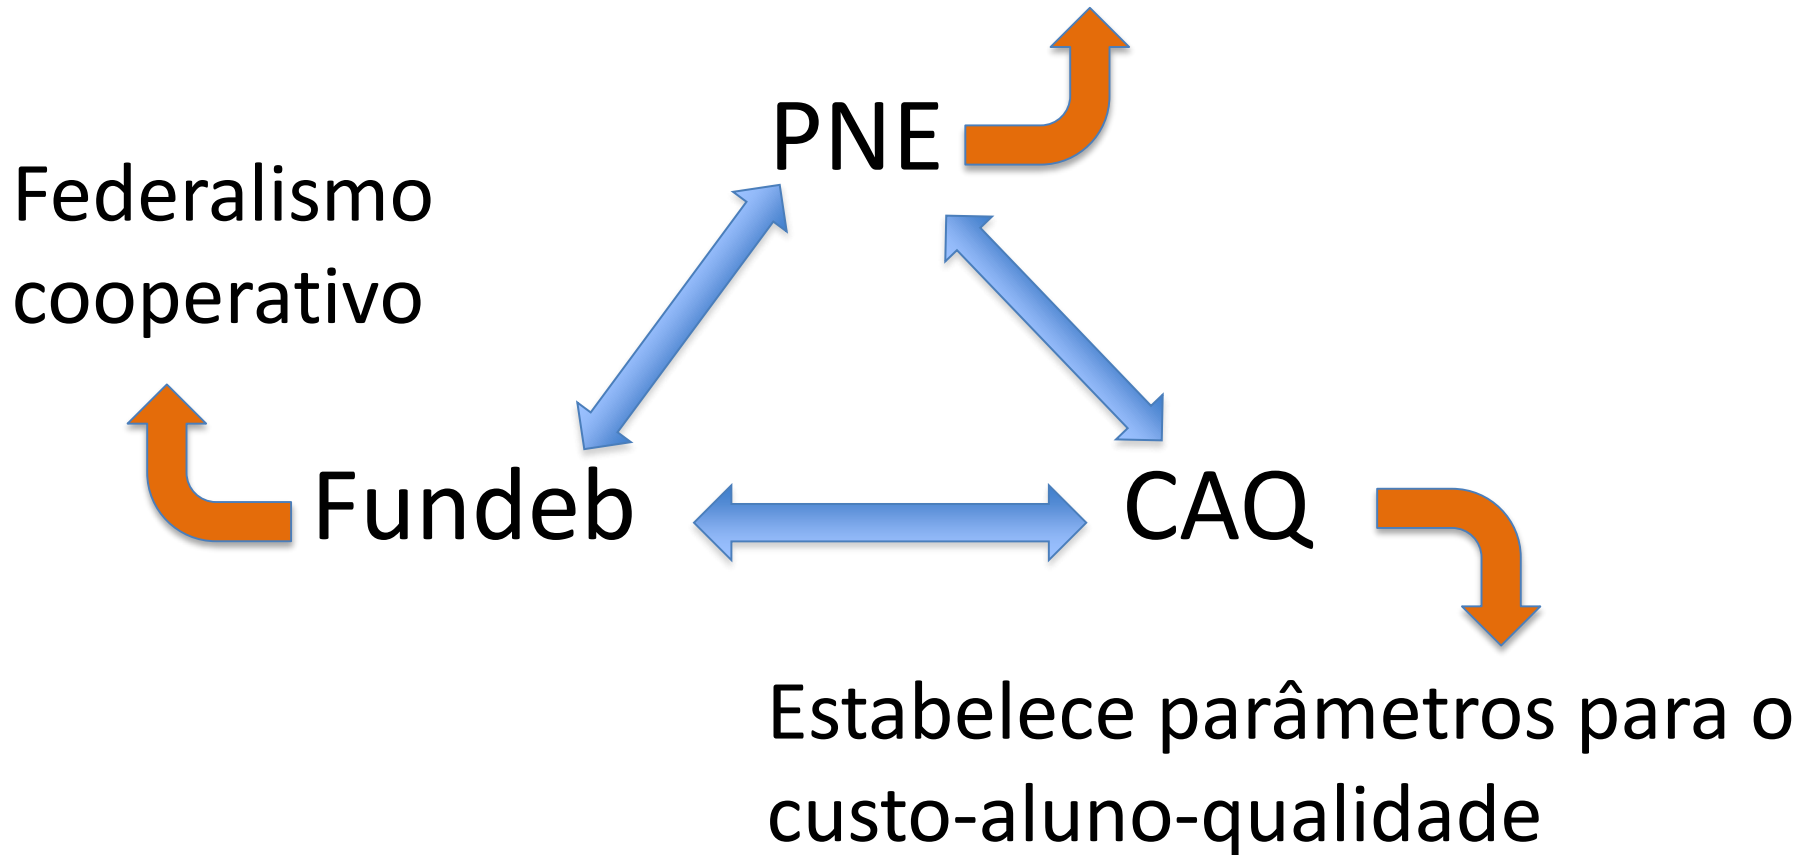 PNE
Federalismo
cooperativo
Fundeb
CAQ
Estabelece parâmetros para o
custo-aluno-qualidade